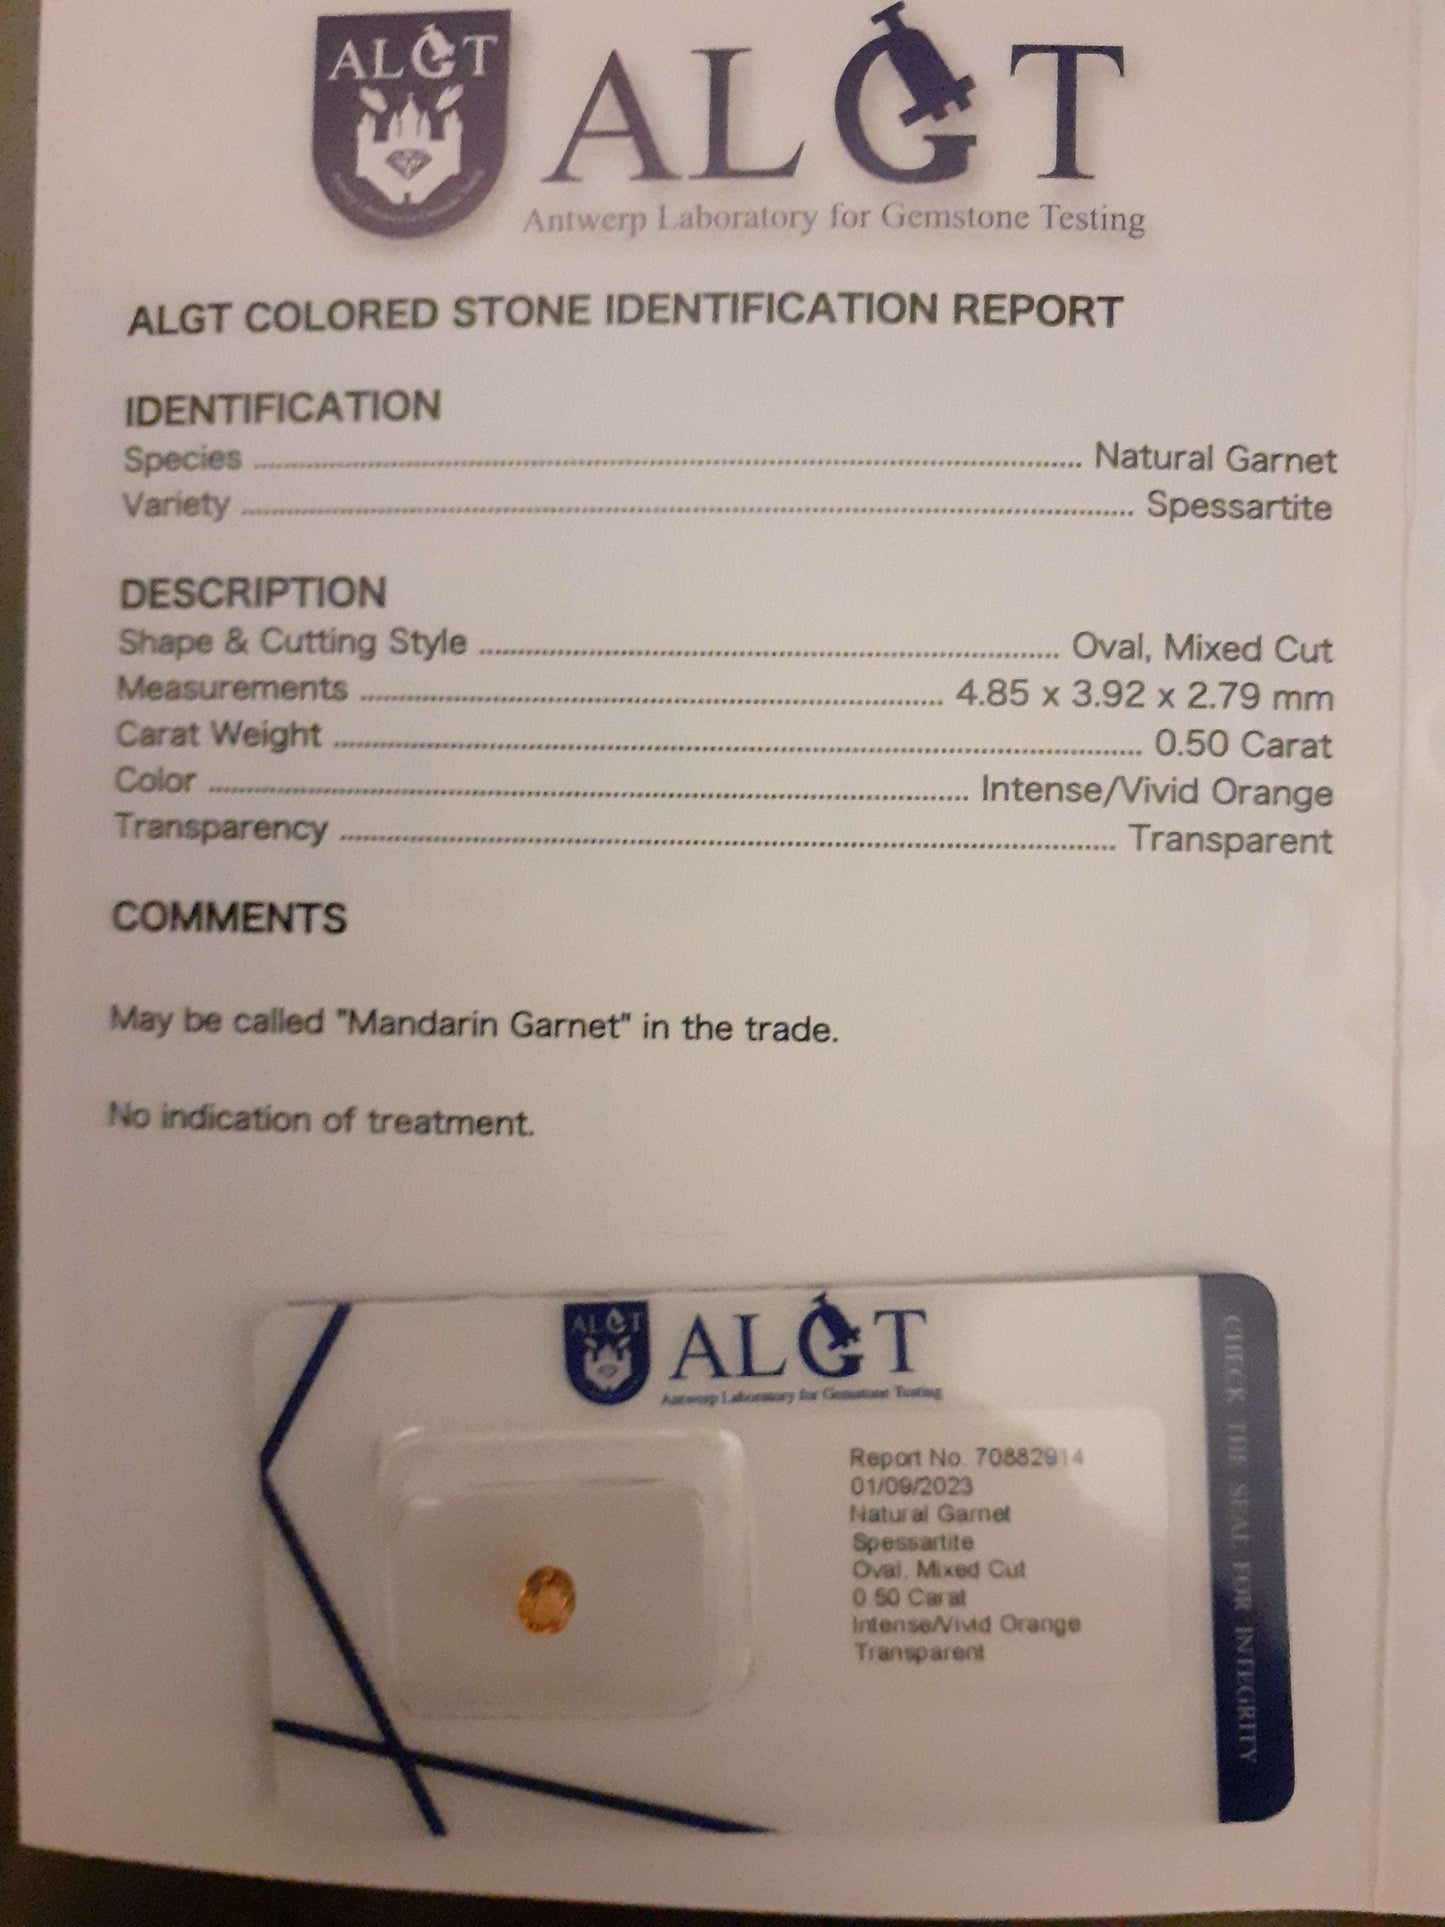 ALGT
ALGT
Antwerp Laboratory for Gemstone Testing
ALGT COLORED STONE IDENTIFICATION REPORT
IDENTIFICATION
Species ........................................ Natural Garnet
Variety ........................................ Spessartite
DESCRIPTION
Shape & Cutting Style ........................................ Oval, Mixed Cut
Measurements ........................................ 4.85 x 3.92 x 2.79 mm
Carat Weight ........................................ 0.50 Carat
Color ........................................ Intense/Vivid Orange
Transparency ........................................ Transparent
COMMENTS
May be called "Mandarin Garnet" in the trade.
No indication of treatment.
ALGT
ALGT
Antwerp Laboratory for Gemstone Testing
Report No. 70882914
01/09/2023
Natural Garnet
Spessartite
Oval, Mixed Cut
0.50 Carat
Intense/Vivid Orange
Transparent
CHECK THE SEAL FOR INTEGRITY